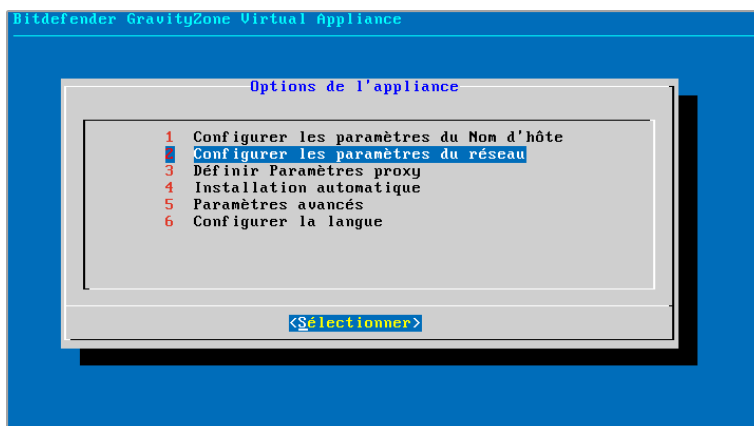 Bitdefender GravityZone Virtual Appliance
Options de l'appliance
1 Configurer les paramètres du Nom d'hôte
2 Configurer les paramètres du réseau
3 Définir Paramètres proxy
4 Installation automatique
5 Paramètres avancés
6 Configurer la langue
<Sélectionner>